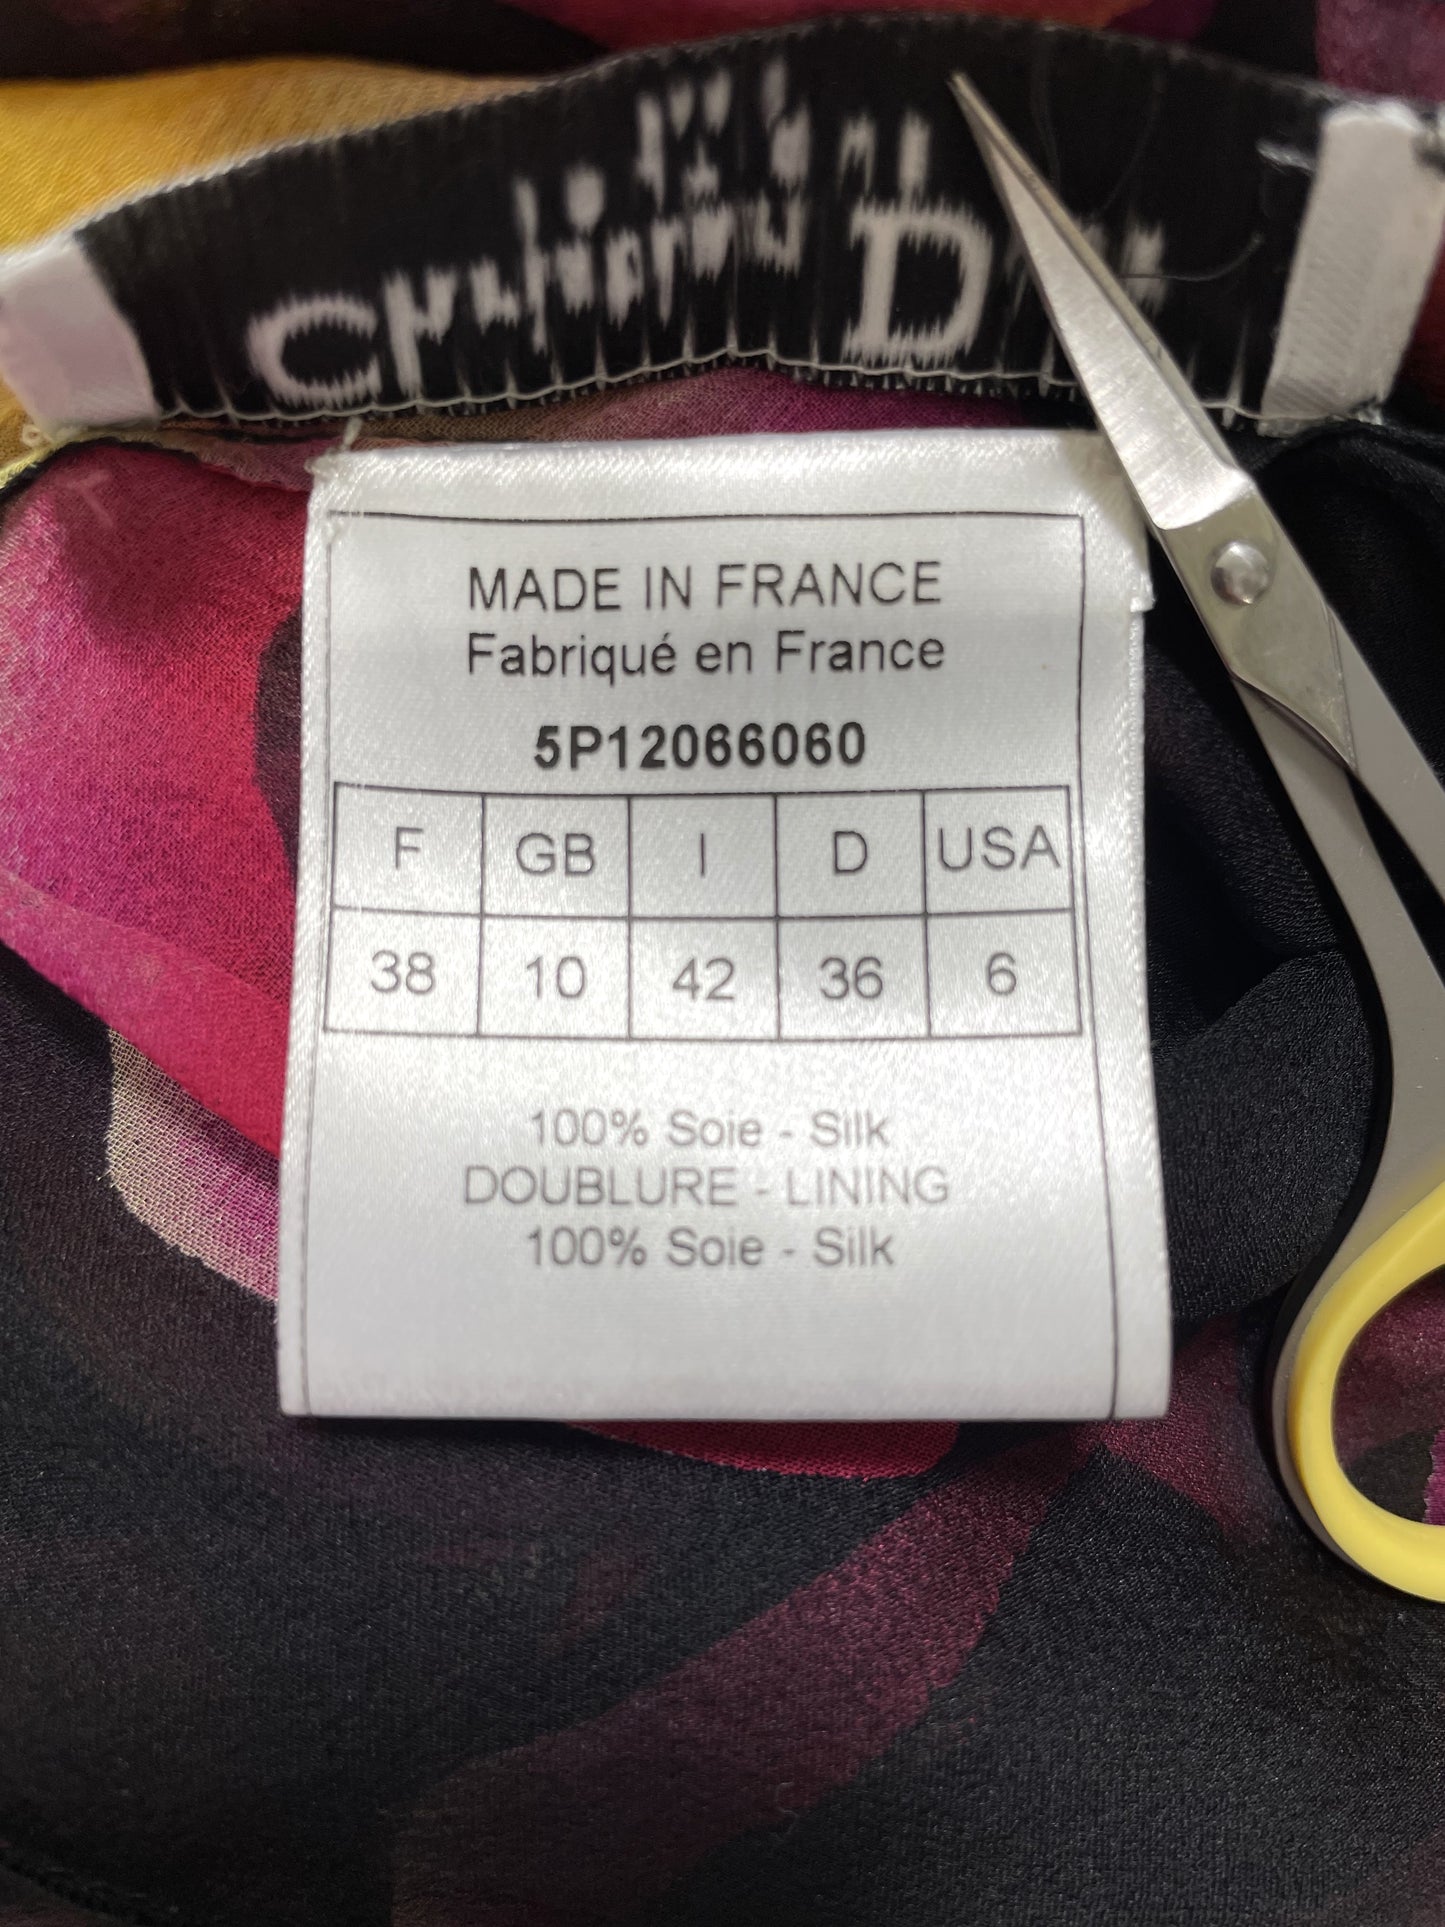 MADE IN FRANCE
Fabriqué en France
5P12066060
F GB I D USA
38 10 42 36 6
100% Soie - Silk
DOUBLURE - LINING
100% Soie - Silk